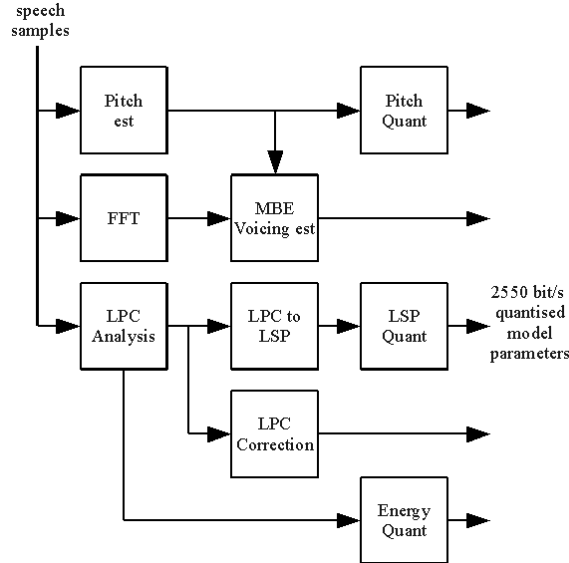 speech
samples
Pitch
est
Pitch
Quant
FFT
MBE
Voicing est
LPC
Analysis
LPC to
LSP
LSP
Quant
2550 bit/s
quantised
model
parameters
LPC
Correction
Energy
Quant